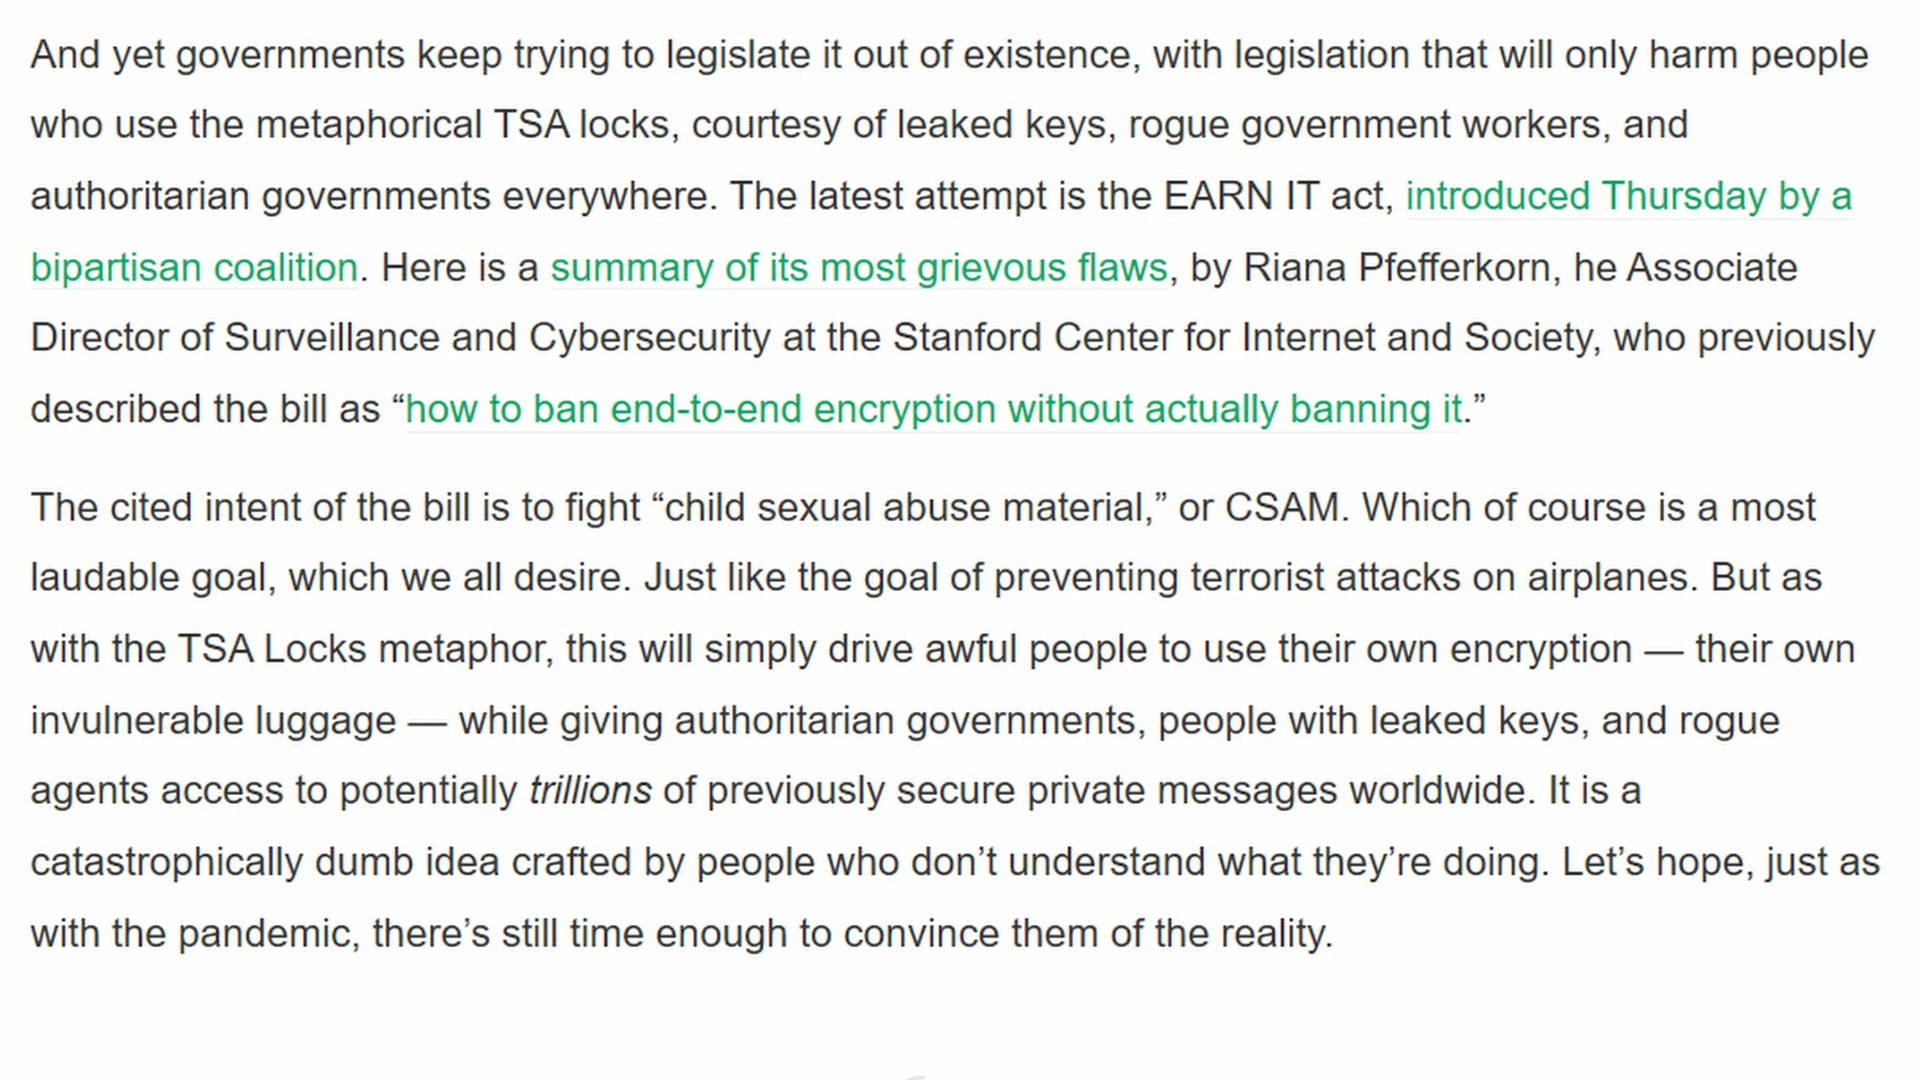 And yet governments keep trying to legislate it out of existence, with legislation that will only harm people
who use the metaphorical TSA locks, courtesy of leaked keys, rogue government workers, and
authoritarian governments everywhere. The latest attempt is the EARN IT act, introduced Thursday by a
bipartisan coalition. Here is a summary of its most grievous flaws, by Riana Pfefferkorn, he Associate
Director of Surveillance and Cybersecurity at the Stanford Center for Internet and Society, who previously
described the bill as “how to ban end-to-end encryption without actually banning it.”
The cited intent of the bill is to fight “child sexual abuse material,” or CSAM. Which of course is a most
laudable goal, which we all desire. Just like the goal of preventing terrorist attacks on airplanes. But as
with the TSA Locks metaphor, this will simply drive awful people to use their own encryption — their own
invulnerable luggage — while giving authoritarian governments, people with leaked keys, and rogue
agents access to potentially trillions of previously secure private messages worldwide. It is a
catastrophically dumb idea crafted by people who don’t understand what they’re doing. Let’s hope, just as
with the pandemic, there’s still time enough to convince them of the reality.